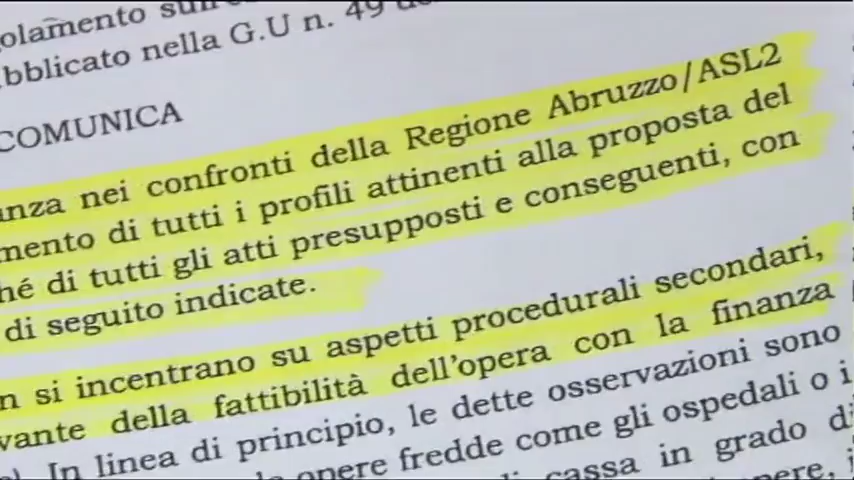 olamento
bblicato nella G.U n. 49
COMUNICA
nza nei confronti della Regione Abruzzo/ASL2
mento di tutti i profili attinenti alla proposta del
hé di tutti gli atti presupposti e conseguenti, con
di seguito indicate.
n si incentrano su aspetti procedurali secondari,
vante della fattibilità dell'opera con la finanza
In linea di principio, le dette osservazioni sono
opere fredde come gli ospedali o i
cassa in grado di